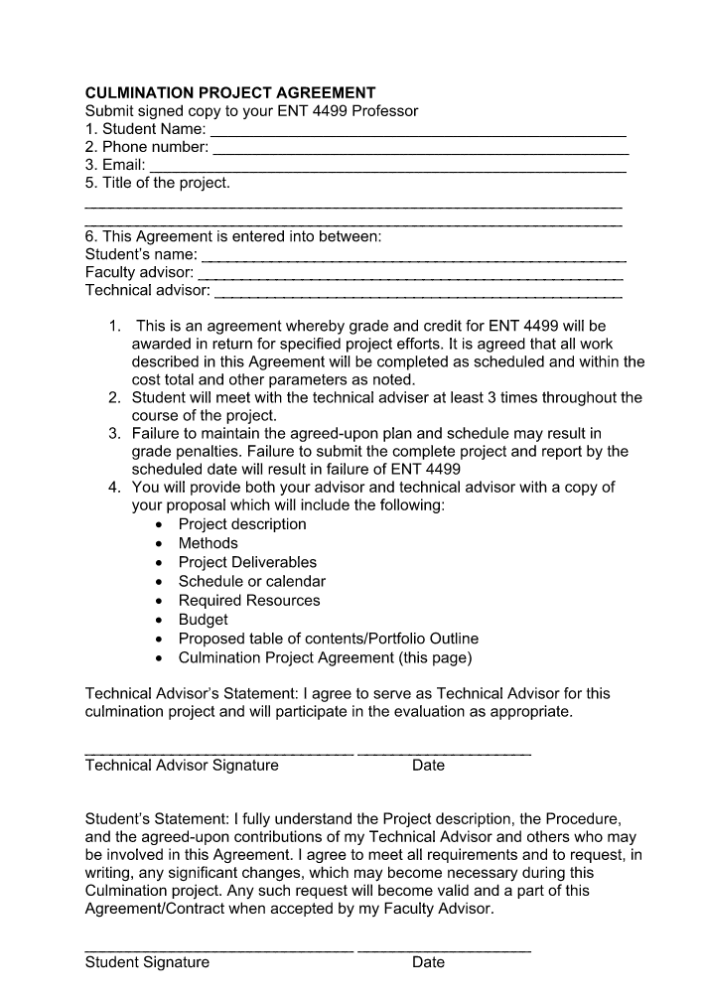 CULMINATION PROJECT AGREEMENT
Submit signed copy to your ENT 4499 Professor
1. Student Name: ________________________________________________
2. Phone number: ________________________________________________
3. Email: _______________________________________________________
5. Title of the project.
______________________________________________________________
______________________________________________________________
6. This Agreement is entered into between:
Student’s name: _________________________________________________
Faculty advisor: _________________________________________________
Technical advisor: _______________________________________________
1. This is an agreement whereby grade and credit for ENT 4499 will be
awarded in return for specified project efforts. It is agreed that all work
described in this Agreement will be completed as scheduled and within the
cost total and other parameters as noted.
2. Student will meet with the technical adviser at least 3 times throughout the
course of the project.
3. Failure to maintain the agreed-upon plan and schedule may result in
grade penalties. Failure to submit the complete project and report by the
scheduled date will result in failure of ENT 4499
4. You will provide both your advisor and technical advisor with a copy of
your proposal which will include the following:
• Project description
• Methods
• Project Deliverables
• Schedule or calendar
• Required Resources
• Budget
• Proposed table of contents/Portfolio Outline
• Culmination Project Agreement (this page)
Technical Advisor’s Statement: I agree to serve as Technical Advisor for this
culmination project and will participate in the evaluation as appropriate.
_______________________________ ____________________
Technical Advisor Signature Date
Student’s Statement: I fully understand the Project description, the Procedure,
and the agreed-upon contributions of my Technical Advisor and others who may
be involved in this Agreement. I agree to meet all requirements and to request, in
writing, any significant changes, which may become necessary during this
Culmination project. Any such request will become valid and a part of this
Agreement/Contract when accepted by my Faculty Advisor.
_______________________________ ____________________
Student Signature Date